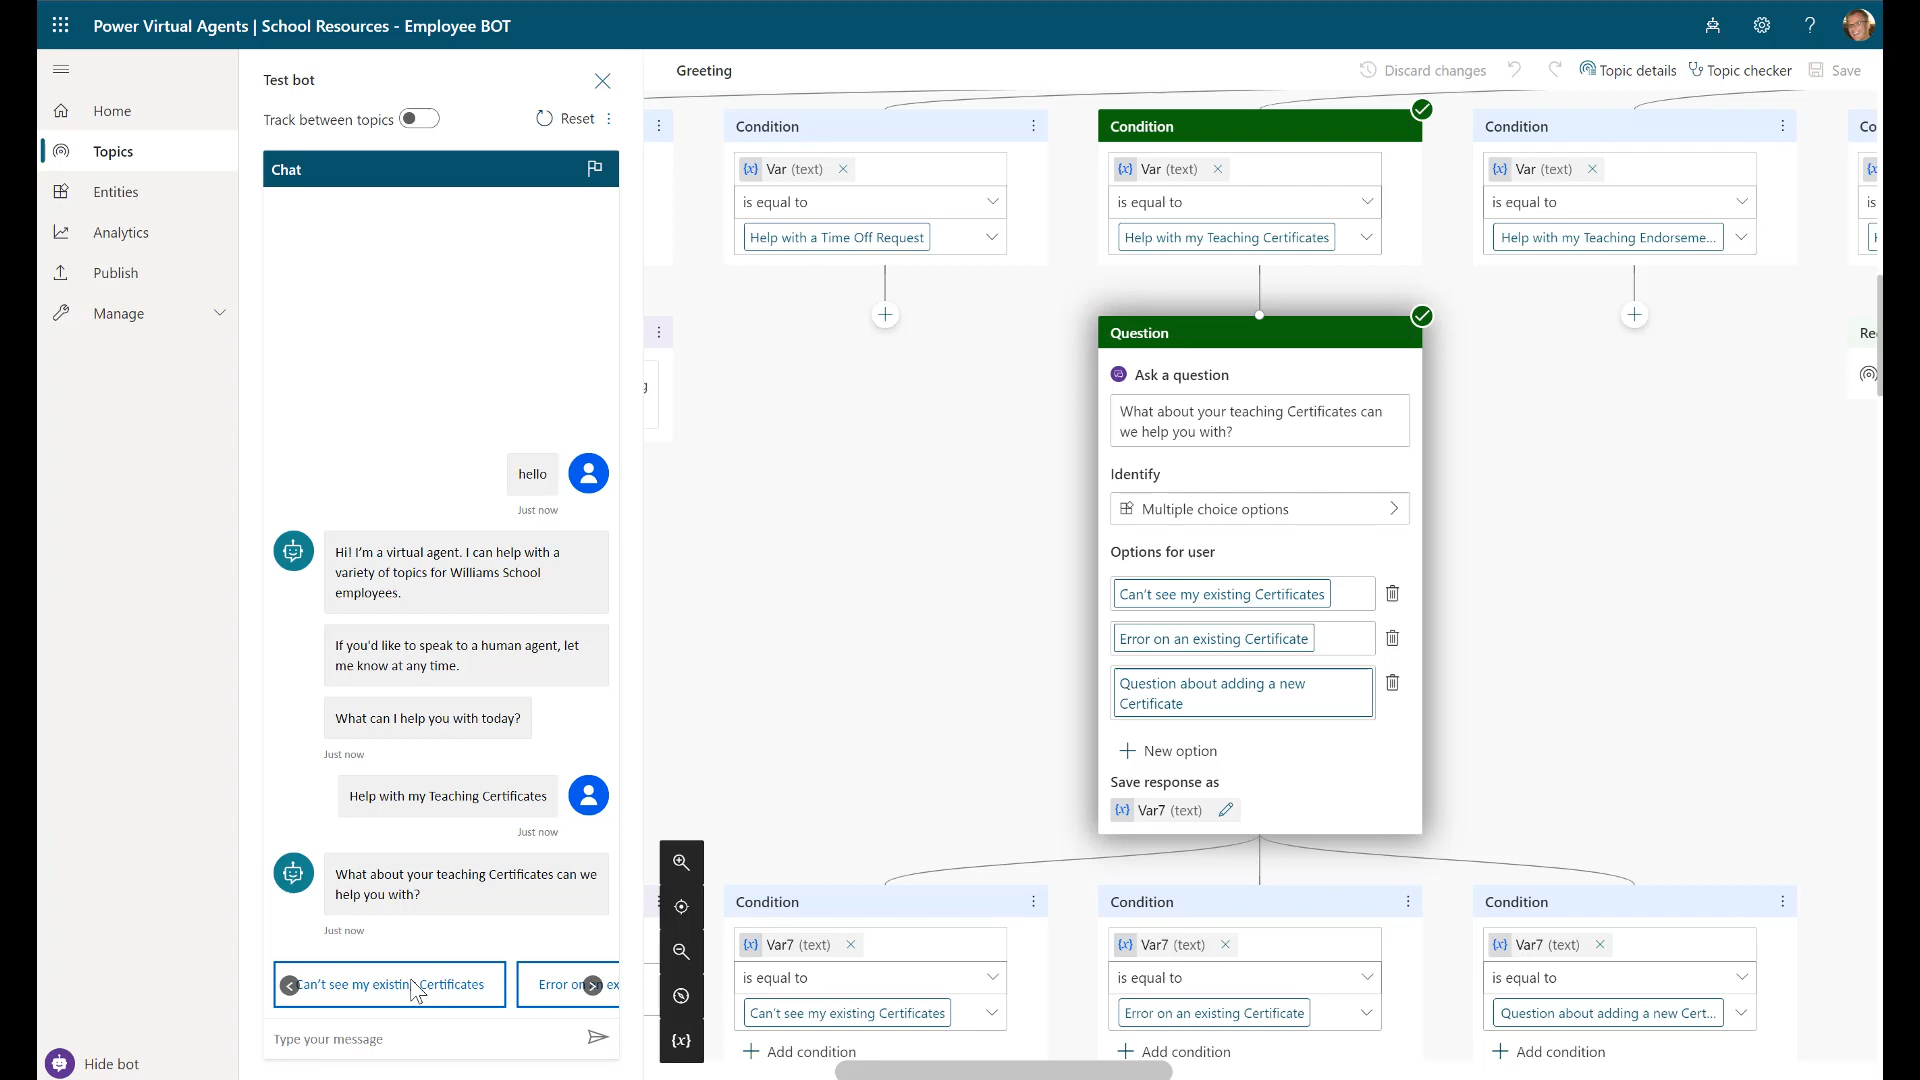 Power Virtual Agents | School Resources - Employee BOT
?
Home
Topics
Entities
Analytics
Publish
Manage
Hide bot
Test bot
Track between topics
Reset
Chat
hello
Just now
Hi! I'm a virtual agent. I can help with a
variety of topics for Williams School
employees.
If you'd like to speak to a human agent, let
me know at any time.
What can I help you with today?
Just now
Help with my Teaching Certificates
Just now
What about your teaching Certificates can we
help you with?
Just now
Can't see my existing Certificates
Error on an ex
Type your message
Greeting
Discard changes
Topic details
Topic checker
Save
Condition
{x} Var (text)
is equal to
Help with a Time Off Request
Condition
{x} Var (text)
is equal to
Help with my Teaching Certificates
Condition
{x} Var (text)
is equal to
Help with my Teaching Endorseme...
Co
is
Re
g
Question
Ask a question
What about your teaching Certificates can
we help you with?
Identify
Multiple choice options
Options for user
Can't see my existing Certificates
Error on an existing Certificate
Question about adding a new
Certificate
New option
Save response as
{x} Var7 (text)
{x}
Condition
{x} Var7 (text)
is equal to
Can't see my existing Certificates
Add condition
Condition
{x} Var7 (text)
is equal to
Error on an existing Certificate
Add condition
Condition
{x} Var7 (text)
is equal to
Question about adding a new Cert...
Add condition